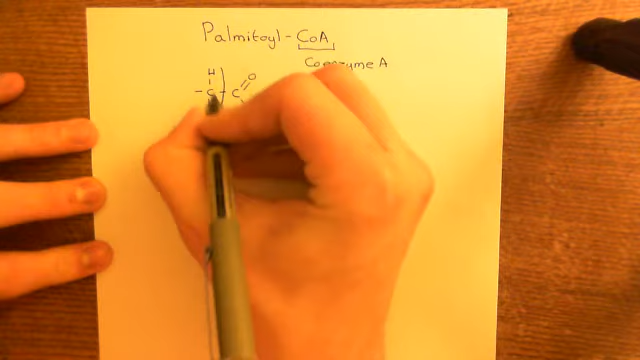 Palmitoyl-CoA
Coenzyme A
H
O
- C - C